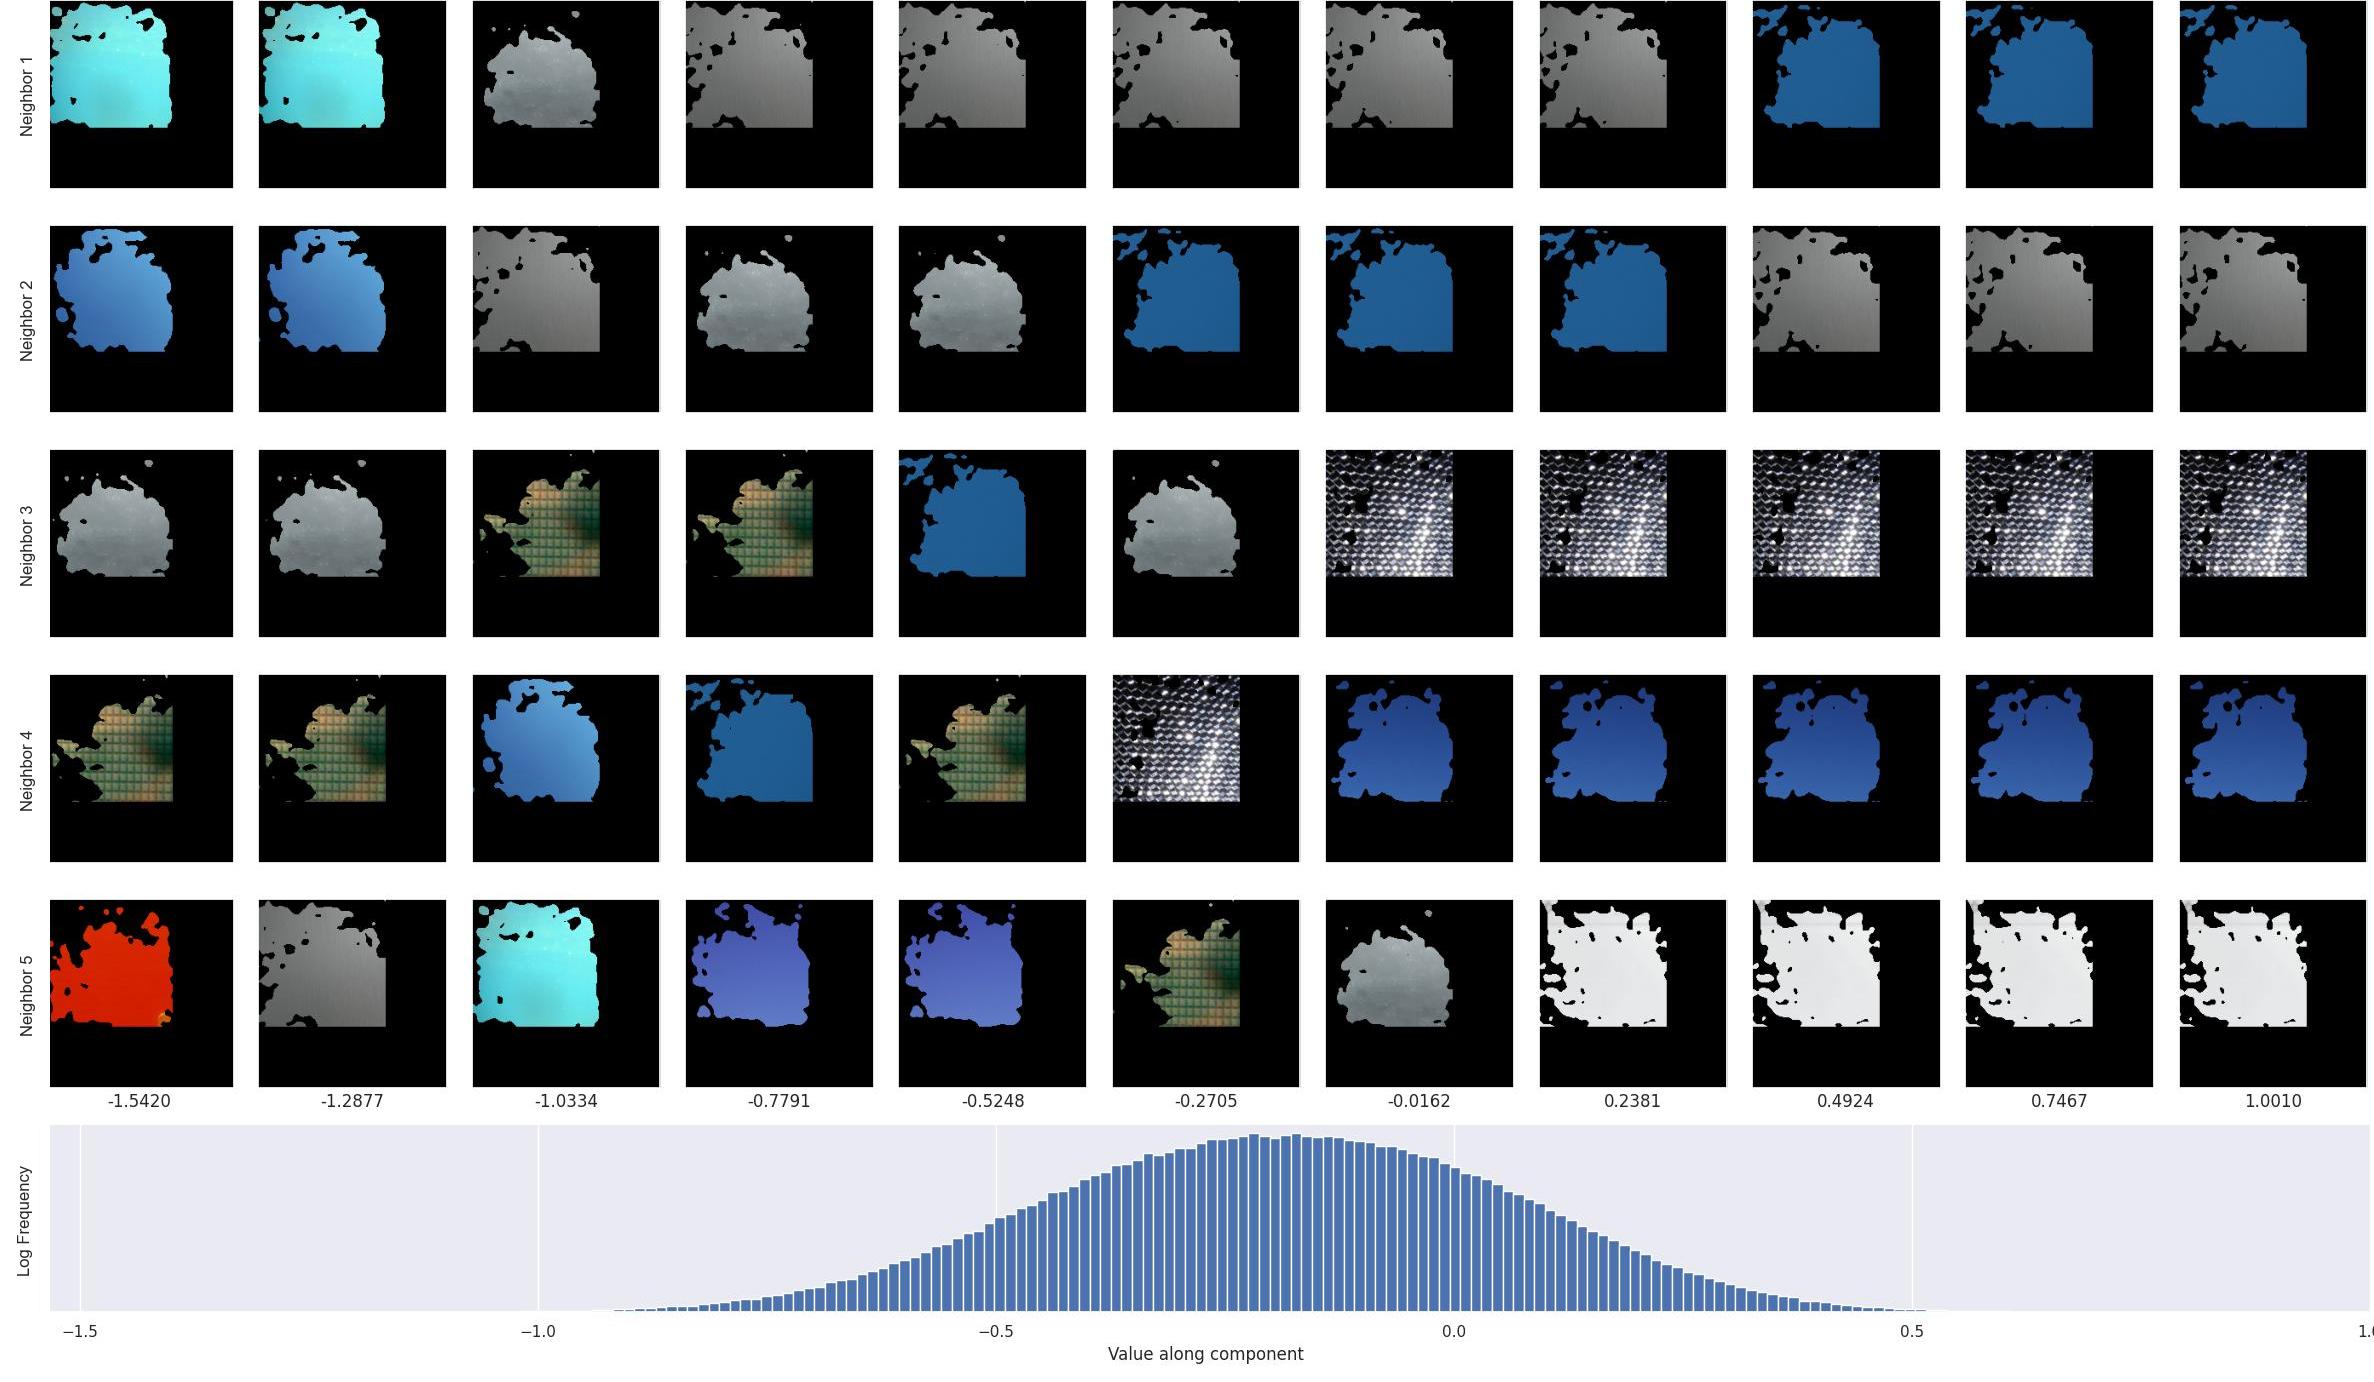 Neighbor 1
Neighbor 2
Neighbor 3
Neighbor 4
Neighbor 5
-1.5420 -1.2877 -1.0334 -0.7791 -0.5248 -0.2705 -0.0162 0.2381 0.4924 0.7467 1.0010
Log Frequency
−1.5 −1.0 −0.5 0.0 0.5
Value along component